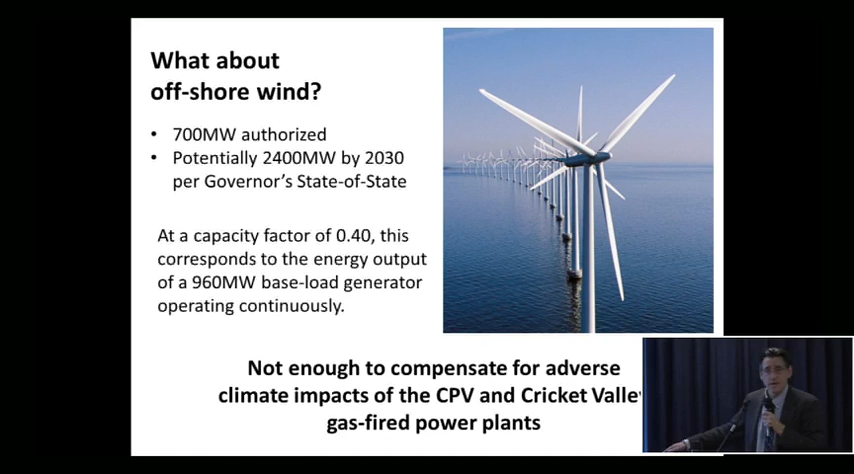 What about
off-shore wind?
• 700MW authorized
• Potentially 2400MW by 2030
per Governor's State-of-State
At a capacity factor of 0.40, this
corresponds to the energy output
of a 960MW base-load generator
operating continuously.
Not enough to compensate for adverse
climate impacts of the CPV and Cricket Valley
gas-fired power plants